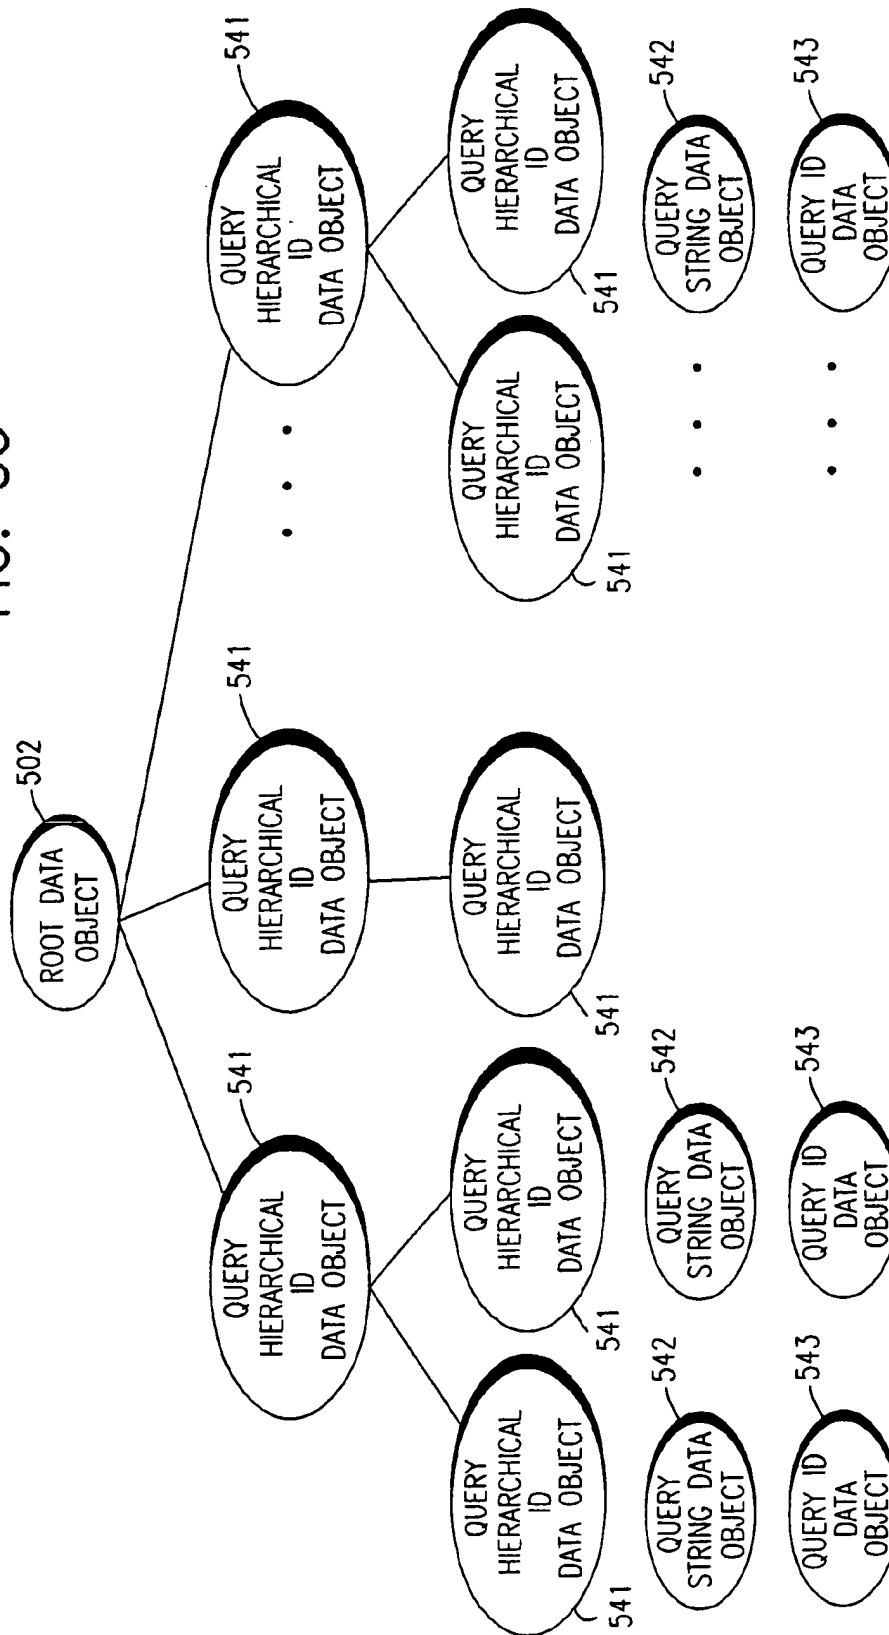 FIG.
502
ROOT DATA
OBJECT
541
QUERY
HIERARCHICAL
ID
DATA OBJECT
541
QUERY
HIERARCHICAL
ID
DATA OBJECT
541
QUERY
HIERARCHICAL
ID
DATA OBJECT
QUERY
HIERARCHICAL
ID
DATA OBJECT
541
QUERY
HIERARCHICAL
ID
DATA OBJECT
541
QUERY
HIERARCHICAL
ID
DATA OBJECT
541
QUERY
HIERARCHICAL
ID
DATA OBJECT
541
QUERY
HIERARCHICAL
ID
DATA OBJECT
541
QUERY
STRING DATA
OBJECT
542
QUERY
STRING DATA
OBJECT
542
QUERY
STRING DATA
OBJECT
542
QUERY ID
DATA
OBJECT
543
QUERY ID
DATA
OBJECT
543
QUERY ID
DATA
OBJECT
543